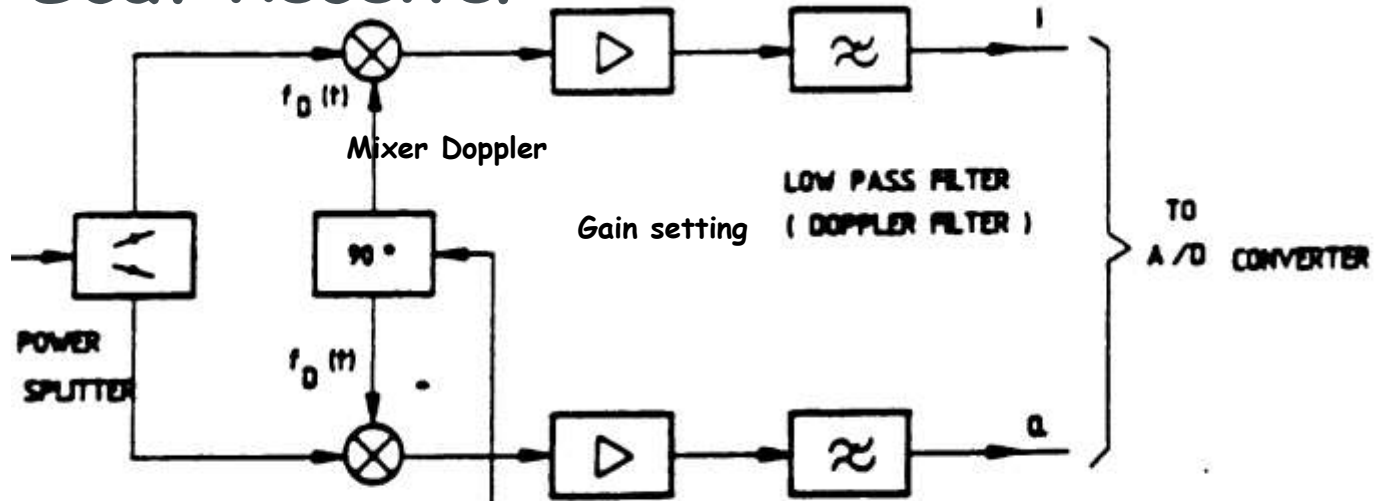 I
f_D (t)
Mixer Doppler
LOW PASS FILTER
( DOPPLER FILTER )
Gain setting
TO
A/D CONVERTER
90°
POWER
SPLITTER
f_D (t)
Q